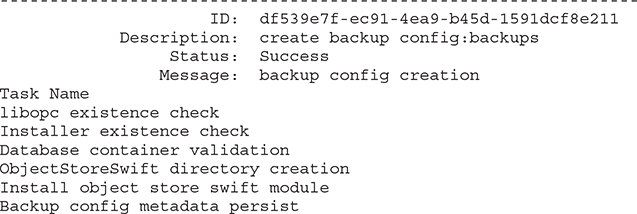 ----------------------------------------------------------------
ID: df539e7f-ec91-4ea9-b45d-1591dcf8e211
Description: create backup config:backups
Status: Success
Message: backup config creation
Task Name
libopc existence check
Installer existence check
Database container validation
ObjectStoreSwift directory creation
Install object store swift module
Backup config metadata persist